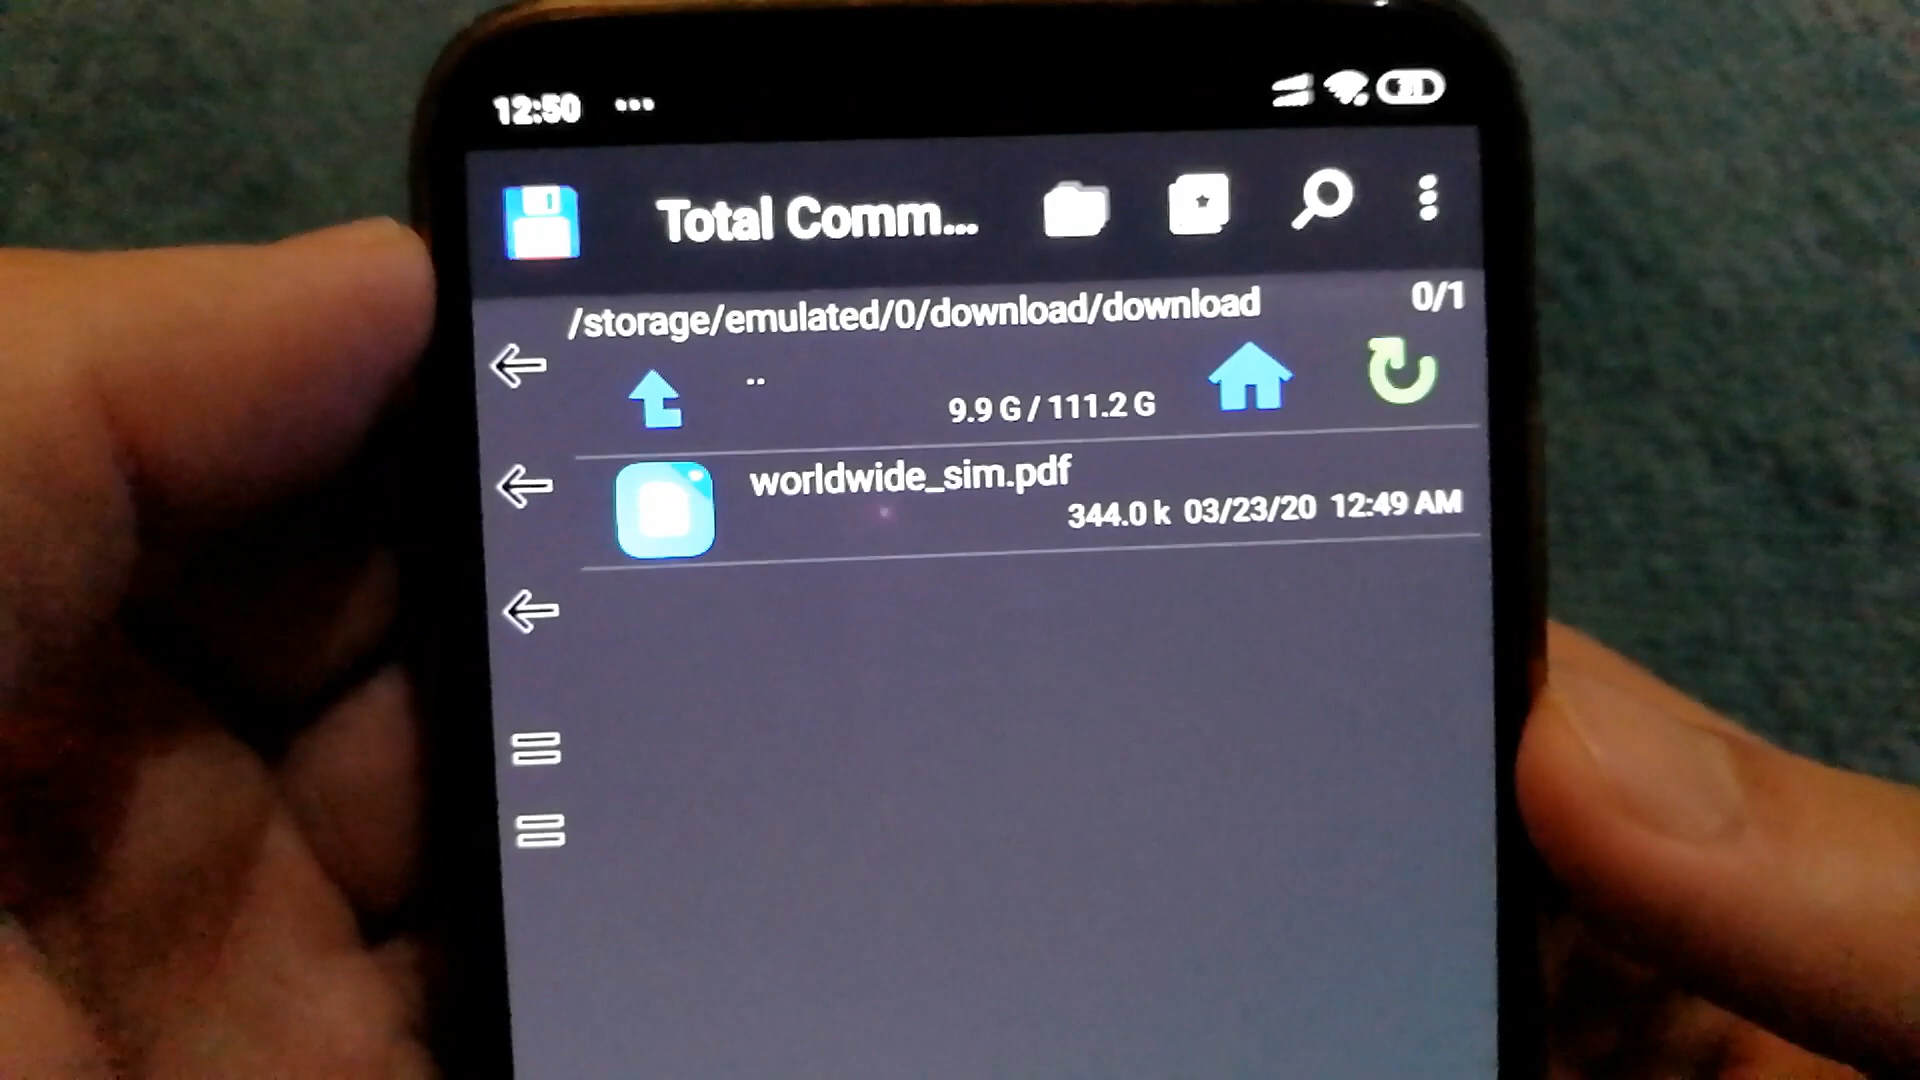 12:50 ...
Total Comm...
/storage/emulated/0/download/download 0/1
..
9.9 G / 111.2 G
worldwide_sim.pdf
344.0 k 03/23/20 12:49 AM